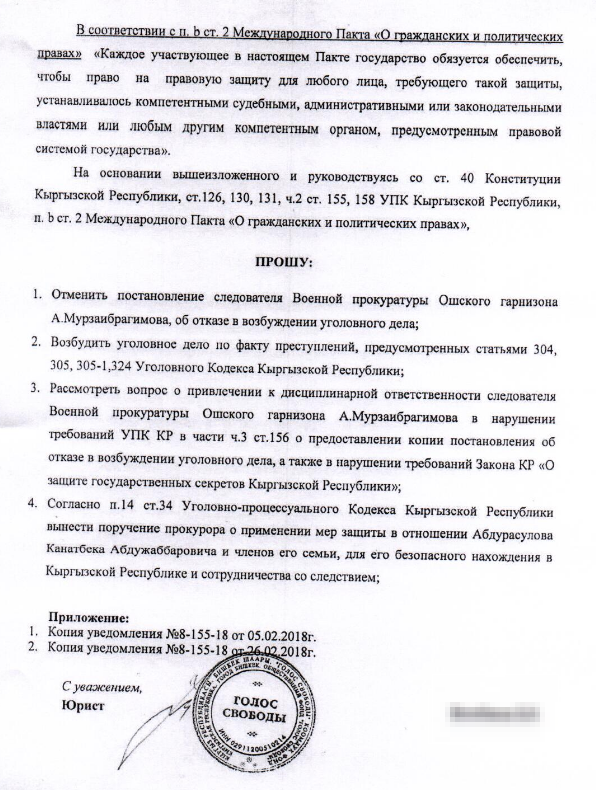 В соответствии с п. b ст. 2 Международного Пакта «О гражданских и политических
правах» «Каждое участвующее в настоящем Пакте государство обязуется обеспечить,
чтобы право на правовую защиту для любого лица, требующего такой защиты,
устанавливалось компетентными судебными, административными или законодательными
властями или любым другим компетентным органом, предусмотренным правовой
системой государства».
На основании вышеизложенного и руководствуясь со ст. 40 Конституции
Кыргызской Республики, ст.126, 130, 131, ч.2 ст. 155, 158 УПК Кыргызской Республики,
п. b ст. 2 Международного Пакта «О гражданских и политических правах»,
ПРОШУ:
1. Отменить постановление следователя Военной прокуратуры Ошского гарнизона
А.Мурзаибрагимова, об отказе в возбуждении уголовного дела;
2. Возбудить уголовное дело по факту преступлений, предусмотренных статьями 304,
305, 305-1,324 Уголовного Кодекса Кыргызской Республики;
3. Рассмотреть вопрос о привлечении к дисциплинарной ответственности следователя
Военной прокуратуры Ошского гарнизона А.Мурзаибрагимова в нарушении
требований УПК КР в части ч.3 ст.156 о предоставлении копии постановления об
отказе в возбуждении уголовного дела, а также в нарушении требований Закона КР «О
защите государственных секретов Кыргызской Республики»;
4. Согласно п.14 ст.34 Уголовно-процессуального Кодекса Кыргызской Республики
вынести поручение прокурора о применении мер защиты в отношении Абдурасулова
Канатбека Абдужаббаровича и членов его семьи, для его безопасного нахождения в
Кыргызской Республике и сотрудничества со следствием;
Приложение:
1. Копия уведомления №8-155-18 от 05.02.2018г.
2. Копия уведомления №8-155-18 от 26.02.2018г.
С уважением,
Юрист
ГОЛОС
СВОБОДЫ